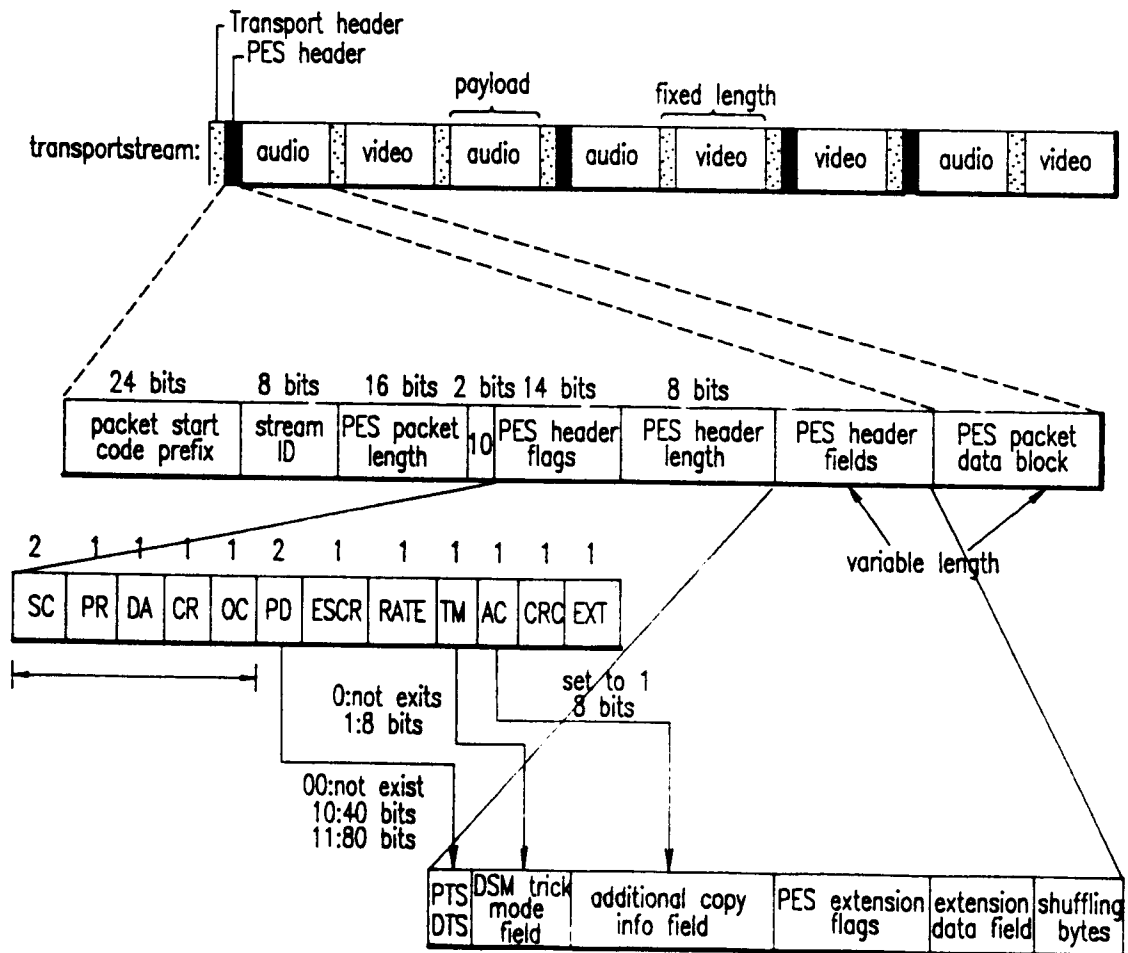 Transport header
PES header
payload
fixed length
transportstream:
audio
video
audio
audio
video
video
audio
video
24 bits
8 bits
16 bits
2 bits
14 bits
8 bits
packet start
code prefix
stream
ID
PES packet
length
10
PES header
flags
PES header
length
PES header
fields
PES packet
data block
variable length
2
1
1
1
1
2
1
1
1
1
1
1
SC
PR
DA
CR
OC
PD
ESCR
RATE
TM
AC
CRC
EXT
0:not exits
1:8 bits
set to 1
8 bits
00:not exist
10:40 bits
11:80 bits
PTS
DTS
DSM trick
mode
field
additional copy
info field
PES extension
flags
extension
data field
shuffling
bytes